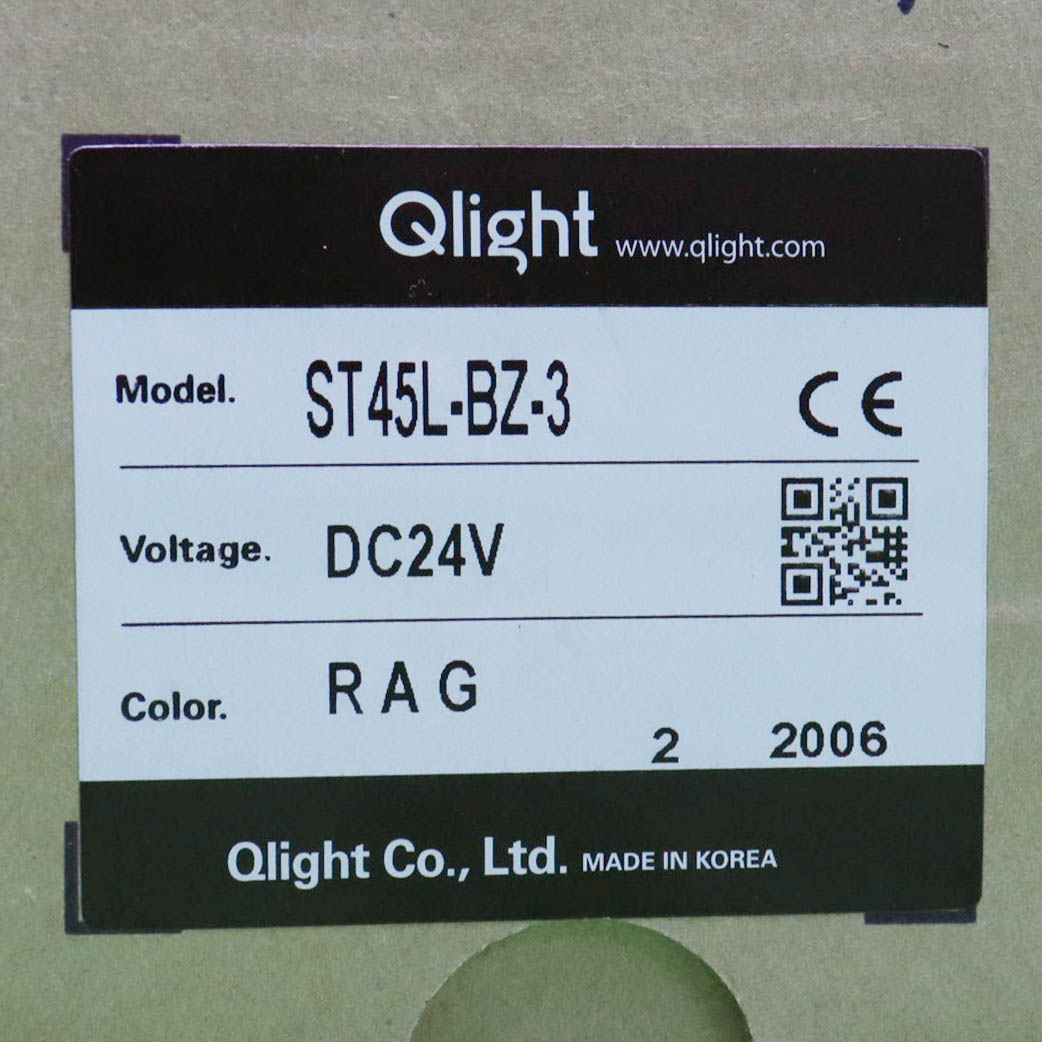 Qlight www.qlight.com
Model. ST45L-BZ-3 CE
Voltage. DC24V
Color. R A G
2 2006
Qlight Co., Ltd. MADE IN KOREA